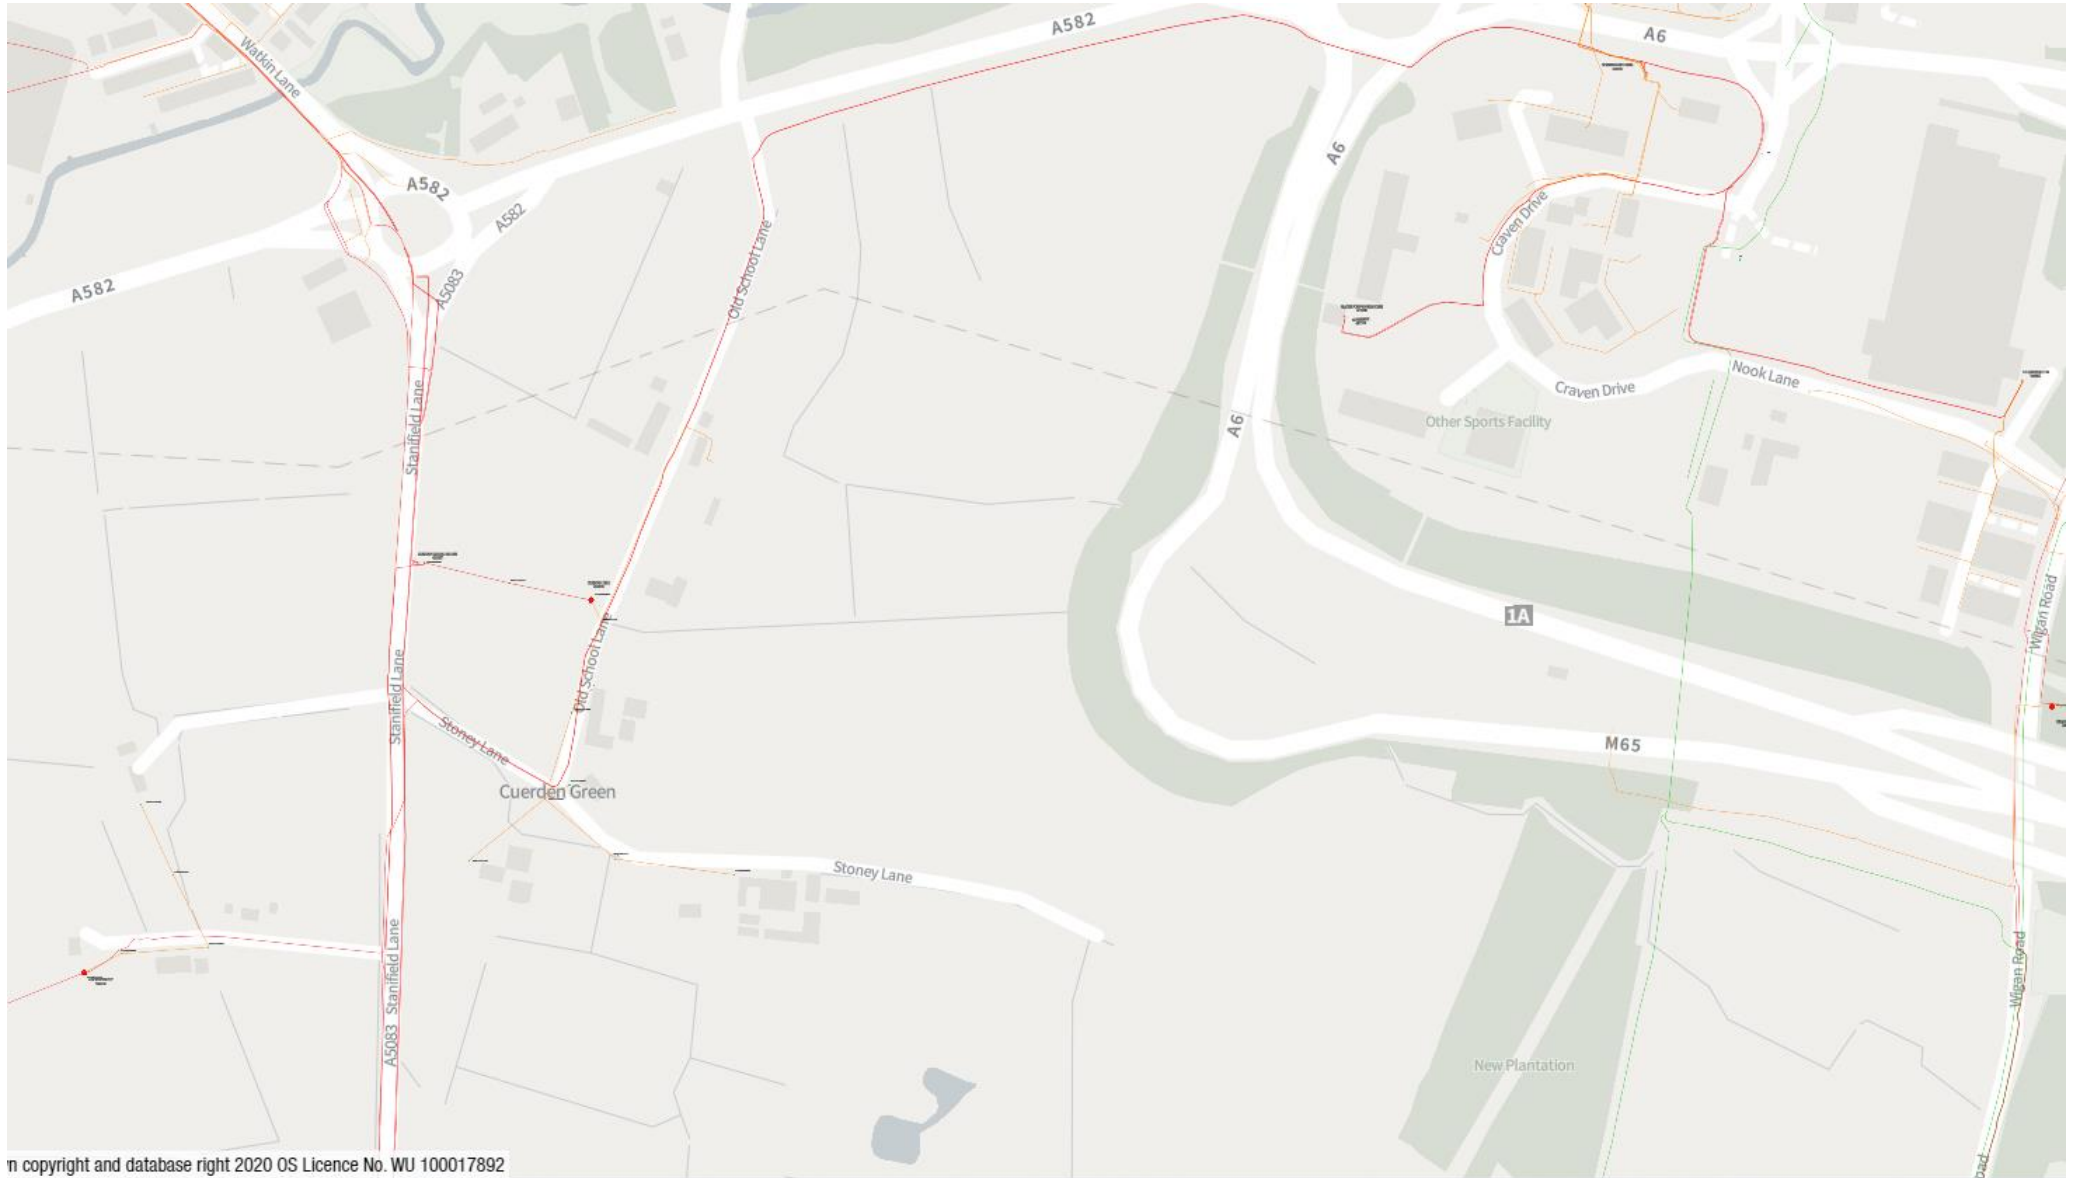 A582
A6
Watkin Lane
A582
A582
A6
Craven Drive
Old School Lane
A5083
A582
Nook Lane
Craven Drive
Stanifield Lane
A6
Other Sports Facility
Wigan Road
1A
Old School Lane
Stanifield Lane
Stoney Lane
M65
Cuerden Green
Stoney Lane
Stanifield Lane
Wigan Road
A5083
New Plantation
n copyright and database right 2020 OS Licence No. WU 100017892
oad